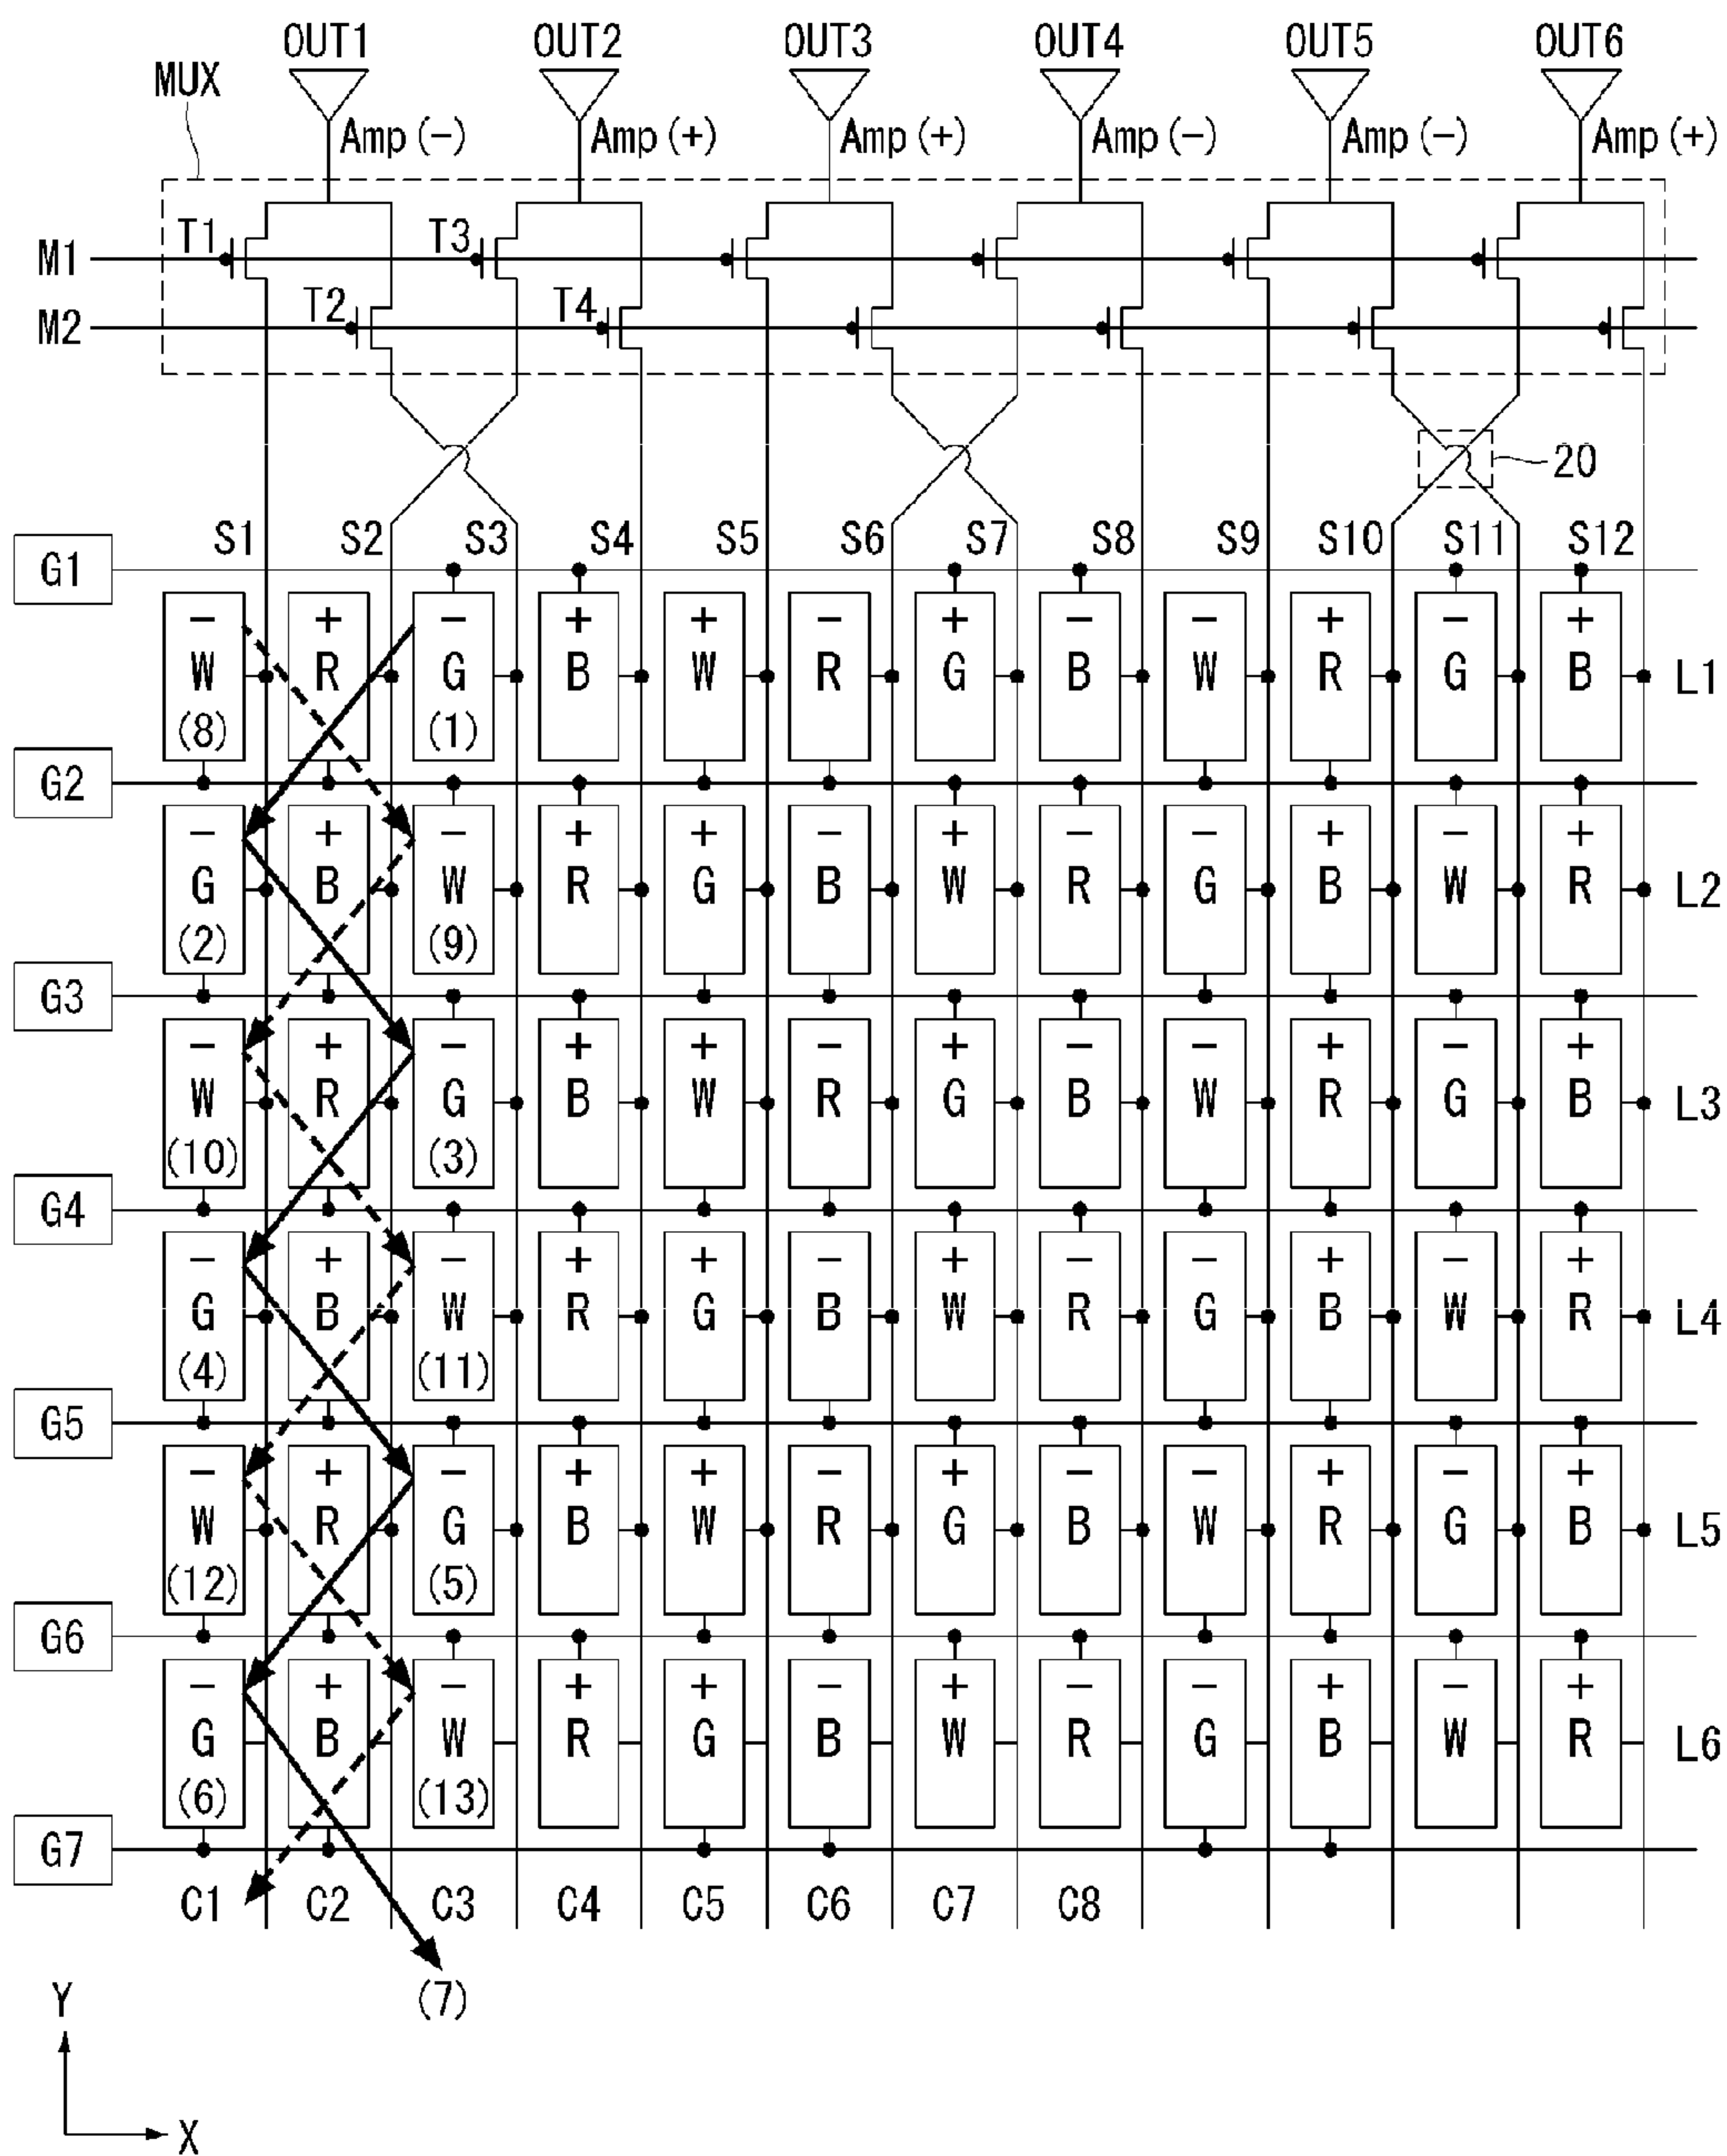 OUT1 OUT2 OUT3 OUT4 OUT5 OUT6
MUX
Amp (-) Amp (+) Amp (+) Amp (-) Amp (-) Amp (+)
T1 T3
M1
T2 T4
M2
20
S1 S2 S3 S4 S5 S6 S7 S8 S9 S10 S11 S12
G1
- + - + + - + - - + - +
W R G B W R G B W R G B L1
(8) (1)
G2
- + - + + - + - - + - +
G B W R G B W R G B W R L2
(2) (9)
G3
- + - + + - + - - + - +
W R G B W R G B W R G B L3
(10) (3)
G4
- + - + + - + - - + - +
G B W R G B W R G B W R L4
(4) (11)
G5
- + - + + - + - - + - +
W R G B W R G B W R G B L5
(12) (5)
G6
- + - + + - + - - + - +
G B W R G B W R G B W R L6
(6) (13)
G7
C1 C2 C3 C4 C5 C6 C7 C8
(7)
Y
X